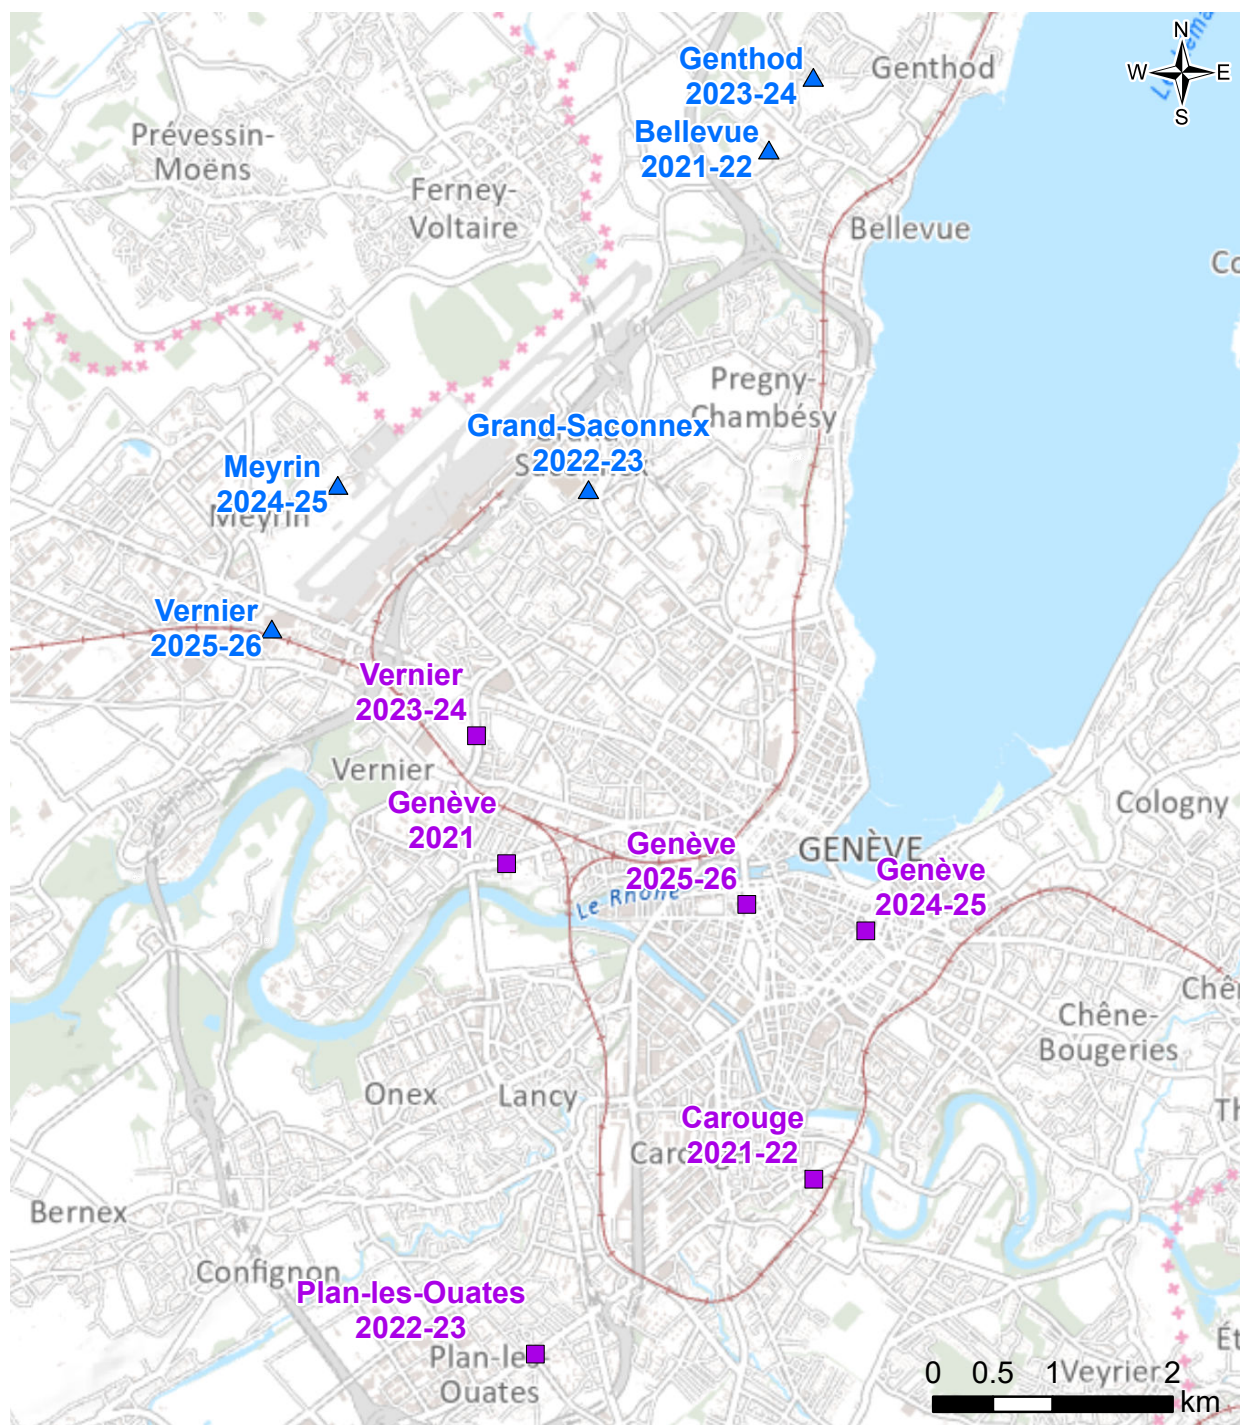 Genthod
2023-24
Genthod
N
W
E
S
Bellevue
2021-22
Prévessin-
Moëns
Ferney-
Voltaire
Bellevue
Pregny-
Chambésy
Grand-Saconnex
2022-23
Meyrin
2024-25
Meyrin
Vernier
2025-26
Vernier
2023-24
Vernier
Genève
2021
Cologny
GENÈVE
Genève
2025-26
Genève
2024-25
Le Rhône
Chêne-
Bougeries
Onex
Lancy
Carouge
2021-22
Bernex
Confignon
Plan-les-Ouates
2022-23
Plan-les-
Ouates
Veyrier
0 0.5 1 2
km